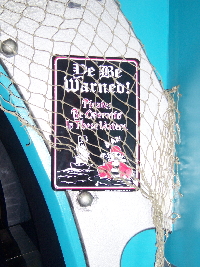 Ye Be
Warned!
Pirates
Be Operatin'
In These Waters